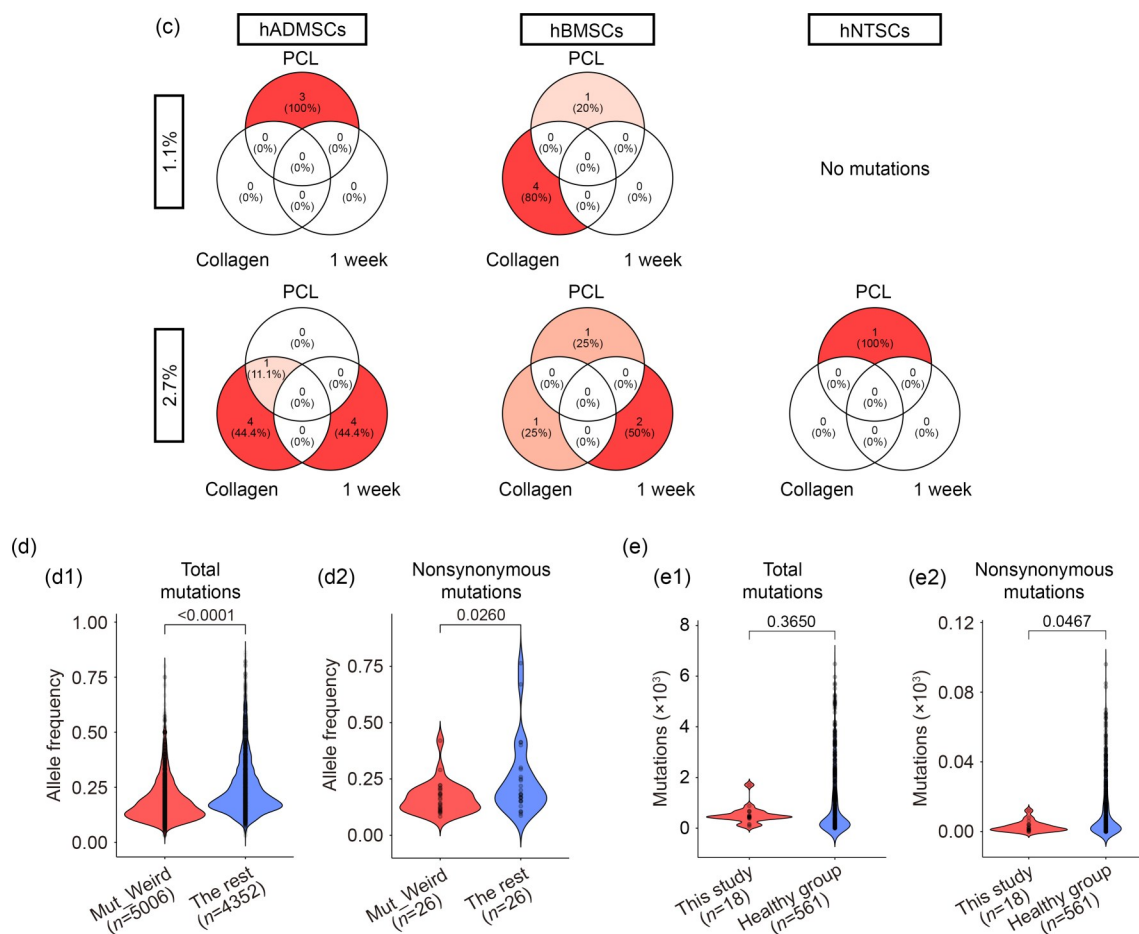 (c)
hADMSCs
hBMSCs
hNTSCs
1.1%
PCL
3
(100%)
0
(0%)
0
(0%)
0
(0%)
0
(0%)
0
(0%)
0
(0%)
Collagen
1 week
PCL
1
(20%)
0
(0%)
0
(0%)
0
(0%)
4
(80%)
0
(0%)
0
(0%)
Collagen
1 week
No mutations
2.7%
PCL
0
(0%)
1
(11.1%)
0
(0%)
0
(0%)
4
(44.4%)
0
(0%)
4
(44.4%)
Collagen
1 week
PCL
1
(25%)
0
(0%)
0
(0%)
0
(0%)
1
(25%)
0
(0%)
2
(50%)
Collagen
1 week
PCL
1
(100%)
0
(0%)
0
(0%)
0
(0%)
0
(0%)
0
(0%)
0
(0%)
Collagen
1 week
(d)
(d1)
Total
mutations
<0.0001
1.00
0.75
0.50
0.25
0.00
Allele frequency
Mut_Weird
(n=5006)
The rest
(n=4352)
(d2)
Nonsynonymous
mutations
0.0260
0.75
0.50
0.25
0.00
Allele frequency
Mut_Weird
(n=26)
The rest
(n=26)
(e)
(e1)
Total
mutations
0.3650
8
6
4
2
0
Mutations (×10³)
This study
(n=18)
Healthy group
(n=561)
(e2)
Nonsynonymous
mutations
0.0467
0.12
0.08
0.04
0.00
Mutations (×10³)
This study
(n=18)
Healthy group
(n=561)